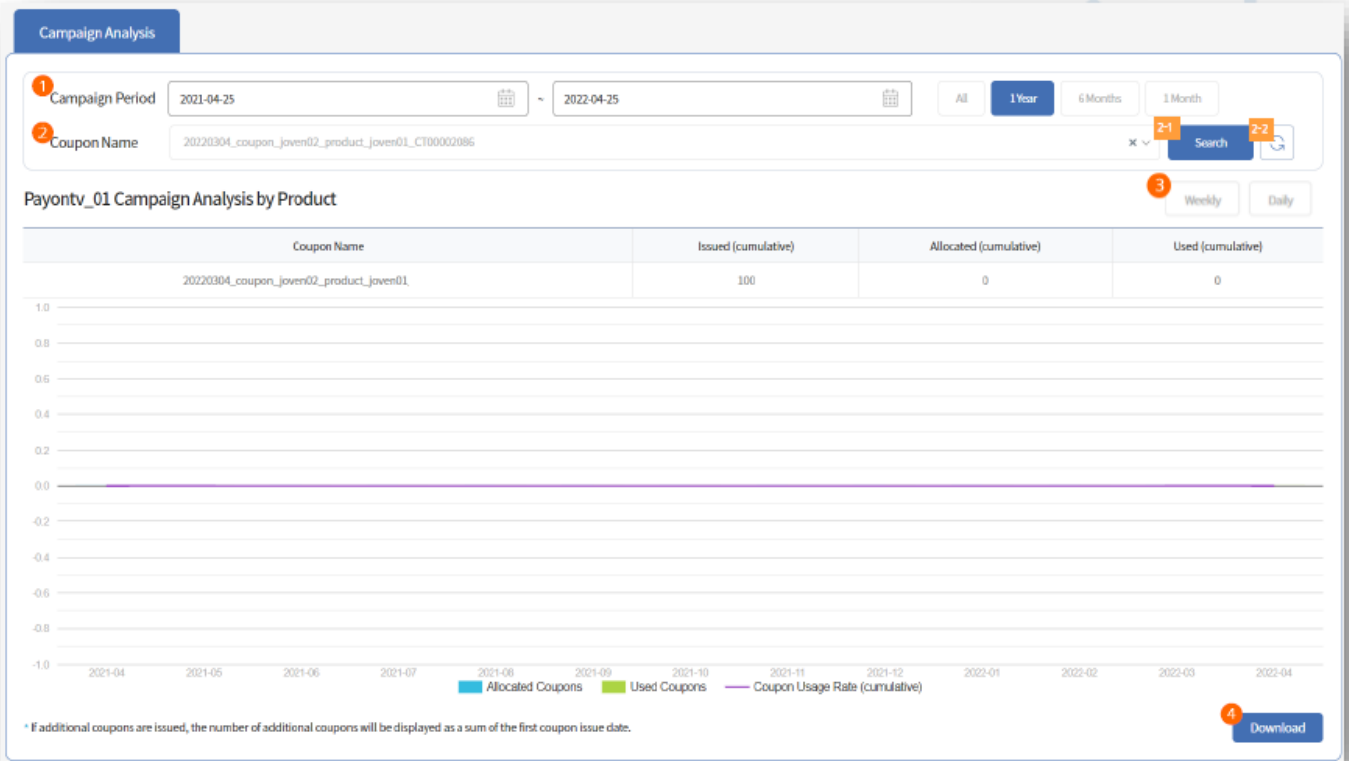 Campaign Analysis
1 Campaign Period 2021-04-25 ~ 2022-04-25 All 1 Year 6 Months 1 Month
2 Coupon Name 20220304_coupon_joven02_product_joven01_CT00002086 2-1 Search 2-2
Payontv_01 Campaign Analysis by Product 3 Weekly Daily
Coupon Name Issued (cumulative) Allocated (cumulative) Used (cumulative)
20220304_coupon_joven02_product_joven01 100 0 0
1.0
0.8
0.6
0.4
0.2
0.0
-0.2
-0.4
-0.6
-0.8
-1.0
2021-04 2021-05 2021-06 2021-07 2021-08 2021-09 2021-10 2021-11 2021-12 2022-01 2022-02 2022-03 2022-04
Allocated Coupons Used Coupons Coupon Usage Rate (cumulative)
* If additional coupons are issued, the number of additional coupons will be displayed as a sum of the first coupon issue date.
4 Download